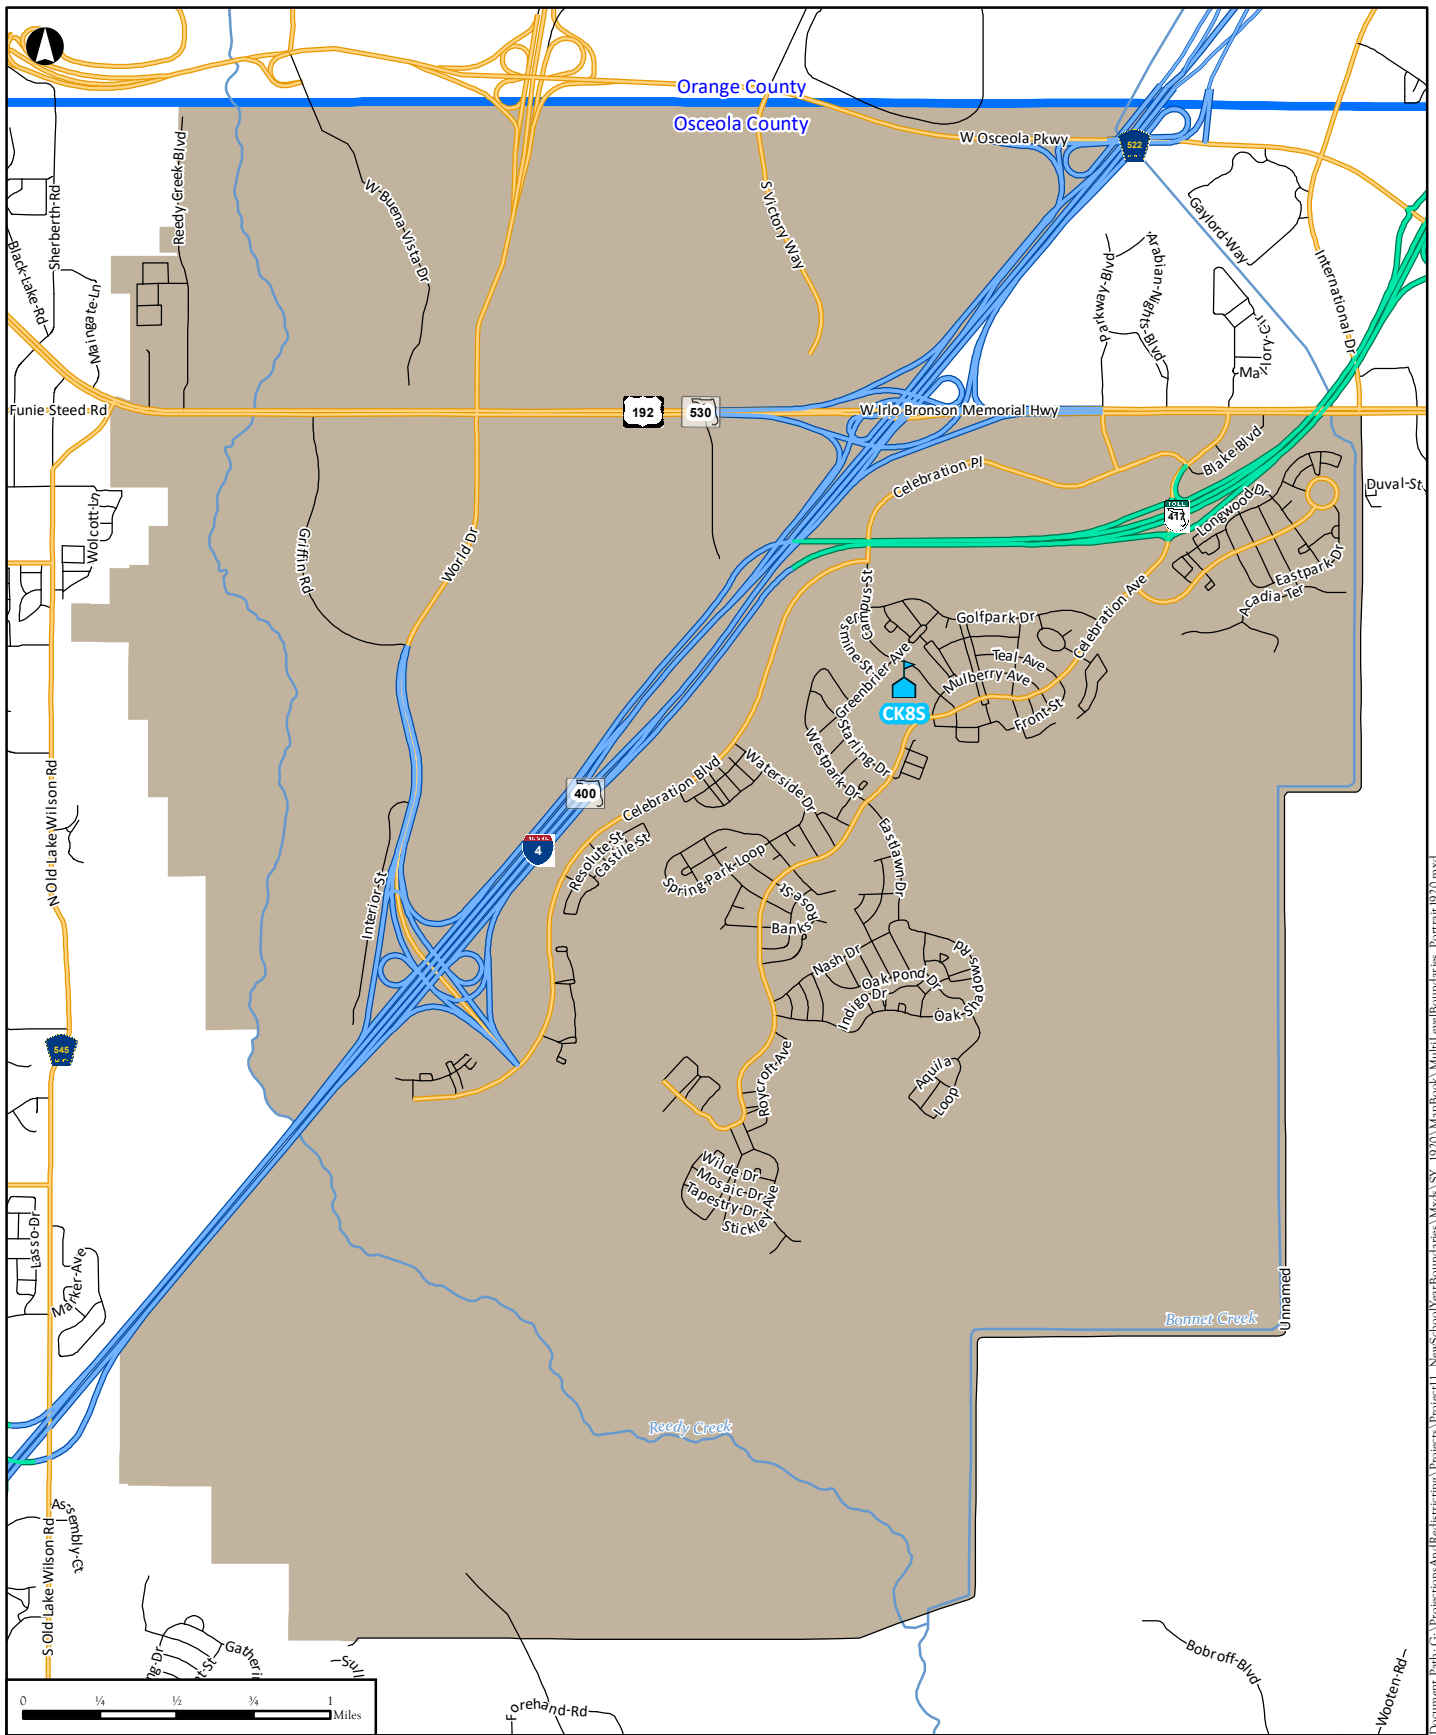 Orange County
Osceola County
W Osceola Pkwy
522
Reedy Creek Blvd
Sherberth Rd
Black Lake Rd
Maingate Ln
W Buena Vista Dr
S Victory Way
Gaylord Way
International Dr
Parkway Blvd
Arabian Nights Blvd
Funie Steed Rd
192
530
W Irlo Bronson Memorial Hwy
Celebration Pl
Blake Blvd
Duval St
TOLL
417
Longwood Dr
Wolcott Ln
Griffin Rd
World Dr
Eastpark Dr
Acadia Ter
Campus St
Jasmine St
Golfpark Dr
Celebration Ave
Teal Ave
Mulberry Ave
Greenbrier Ave
Front St
CK8S
Starling Dr
Westpark Dr
Waterside Dr
Celebration Blvd
400
4
N Old Lake Wilson Rd
Resolute St
Castile St
Spring Park Loop
Eastlawn Dr
Rose St
Banks
Interior St
Nash Dr
Oak Pond Dr
Indigo Dr
Oak Shadows Rd
545
Roycroft Ave
Aquila
Loop
Wilde Dr
Mosaic Dr
Tapestry Dr
Stickley Ave
Lasso Dr
Marker Ave
Bonnet Creek
Unnamed
Reedy Creek
Assembly Ct
S Old Lake Wilson Rd
Forehand Rd
Bobroff Blvd
Wooten Rd
0 ¼ ½ ¾ 1
Miles